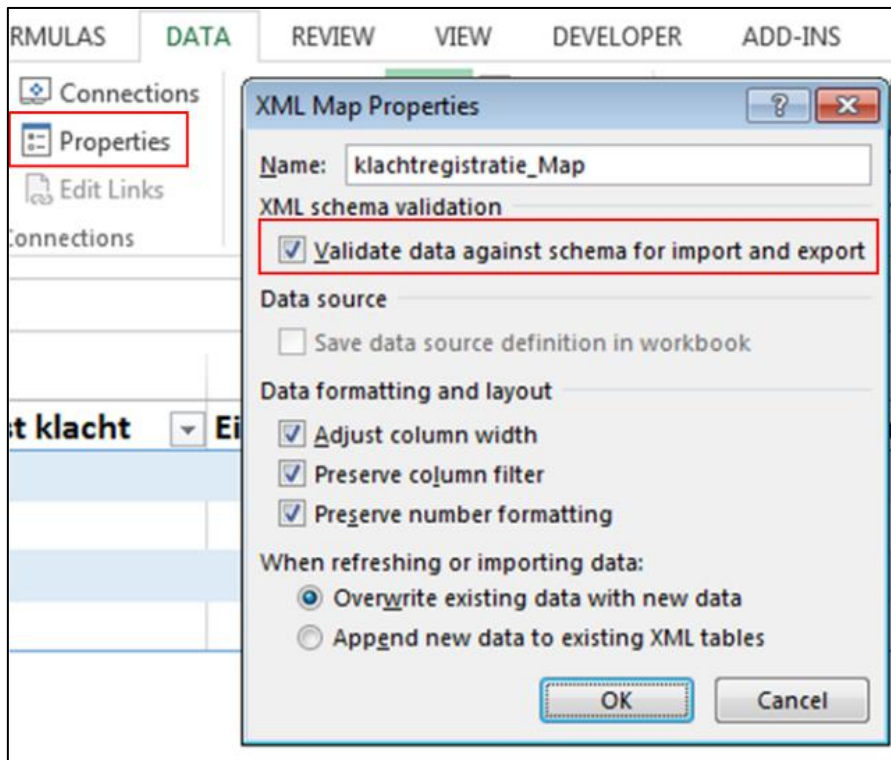 RMULAS DATA REVIEW VIEW DEVELOPER ADD-INS
Connections
Properties
Edit Links
Connections
st klacht Ei
XML Map Properties
Name: klachtregistratie_Map
XML schema validation
Validate data against schema for import and export
Data source
Save data source definition in workbook
Data formatting and layout
Adjust column width
Preserve column filter
Preserve number formatting
When refreshing or importing data:
Overwrite existing data with new data
Append new data to existing XML tables
OK Cancel